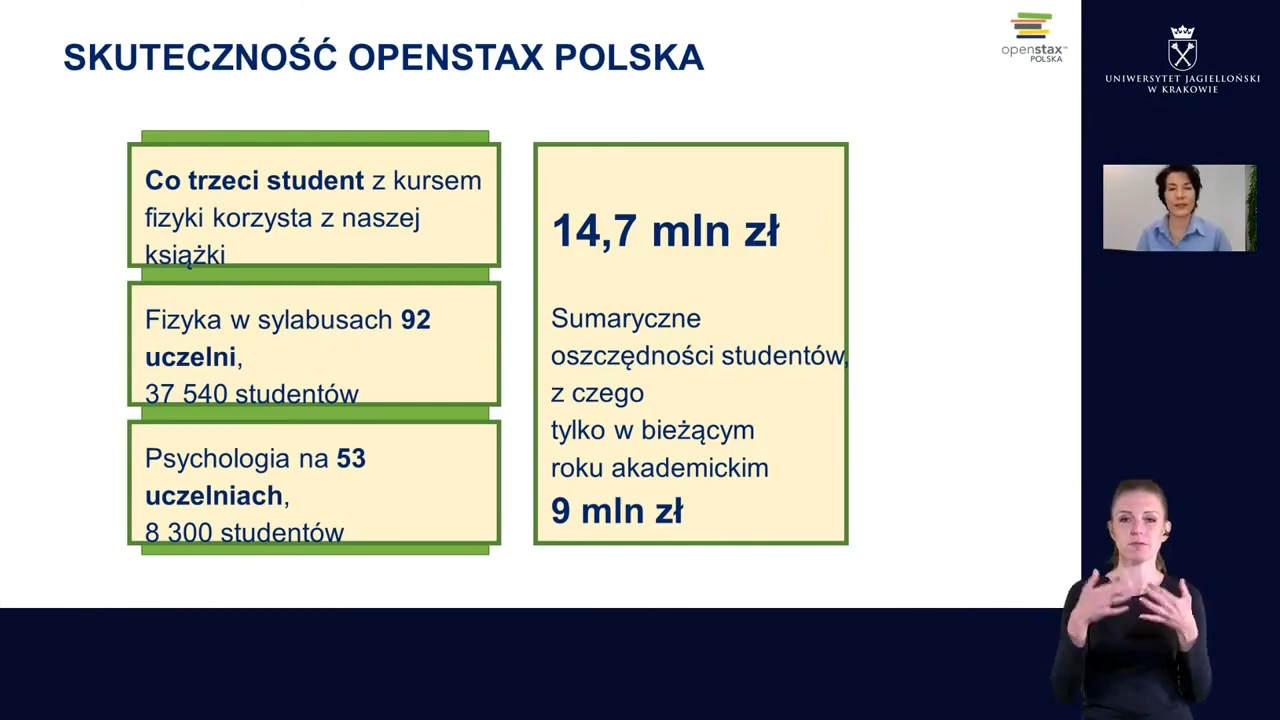 SKUTECZNOŚĆ OPENSTAX POLSKA
openstax™
POLSKA
UNIWERSYTET JAGIELLOŃSKI
W KRAKOWIE
Co trzeci student z kursem
fizyki korzysta z naszej
książki
Fizyka w sylabusach 92
uczelni,
37 540 studentów
Psychologia na 53
uczelniach,
8 300 studentów
14,7 mln zł
Sumaryczne
oszczędności studentów,
z czego
tylko w bieżącym
roku akademickim
9 mln zł